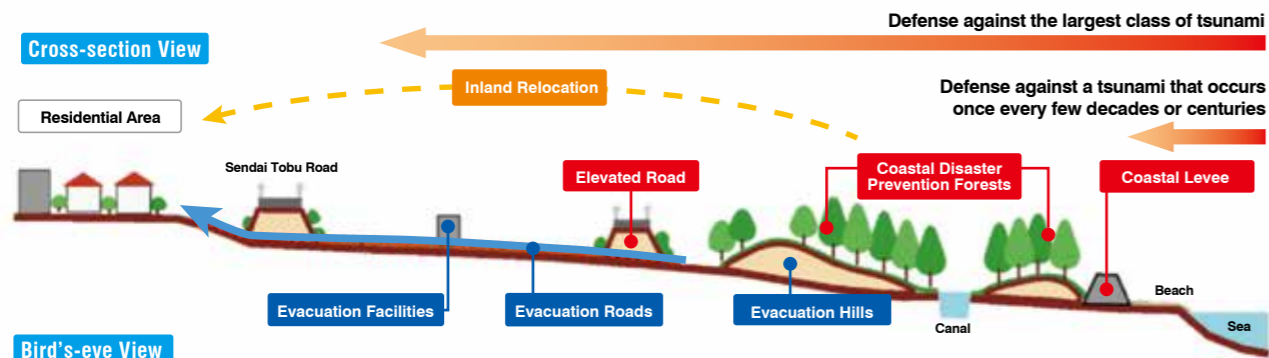 Defense against the largest class of tsunami
Cross-section View
Inland Relocation
Defense against a tsunami that occurs
once every few decades or centuries
Residential Area
Sendai Tobu Road
Elevated Road
Coastal Disaster
Prevention Forests
Coastal Levee
Evacuation Facilities
Evacuation Roads
Evacuation Hills
Canal
Beach
Sea
Bird's-eye View